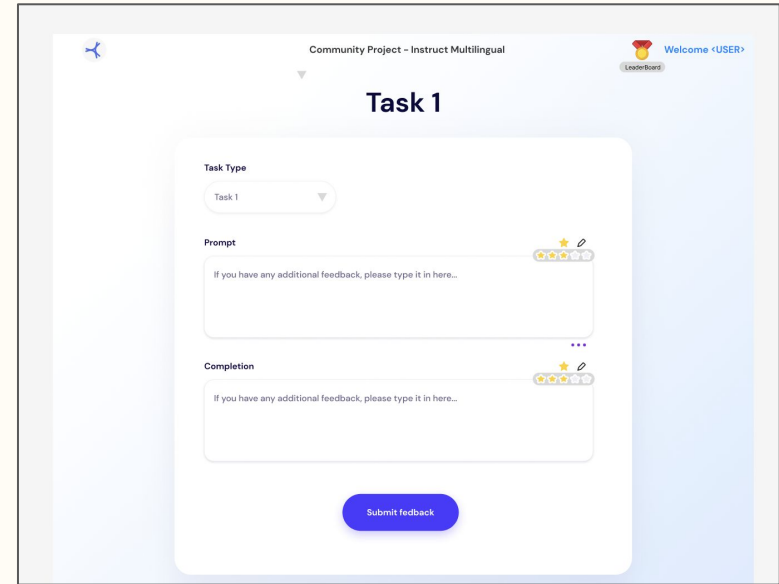 Community Project - Instruct Multilingual
Welcome <USER>
LeaderBoard
Task 1
Task Type
Task 1
Prompt
If you have any additional feedback, please type it in here...
Completion
If you have any additional feedback, please type it in here...
Submit fedback